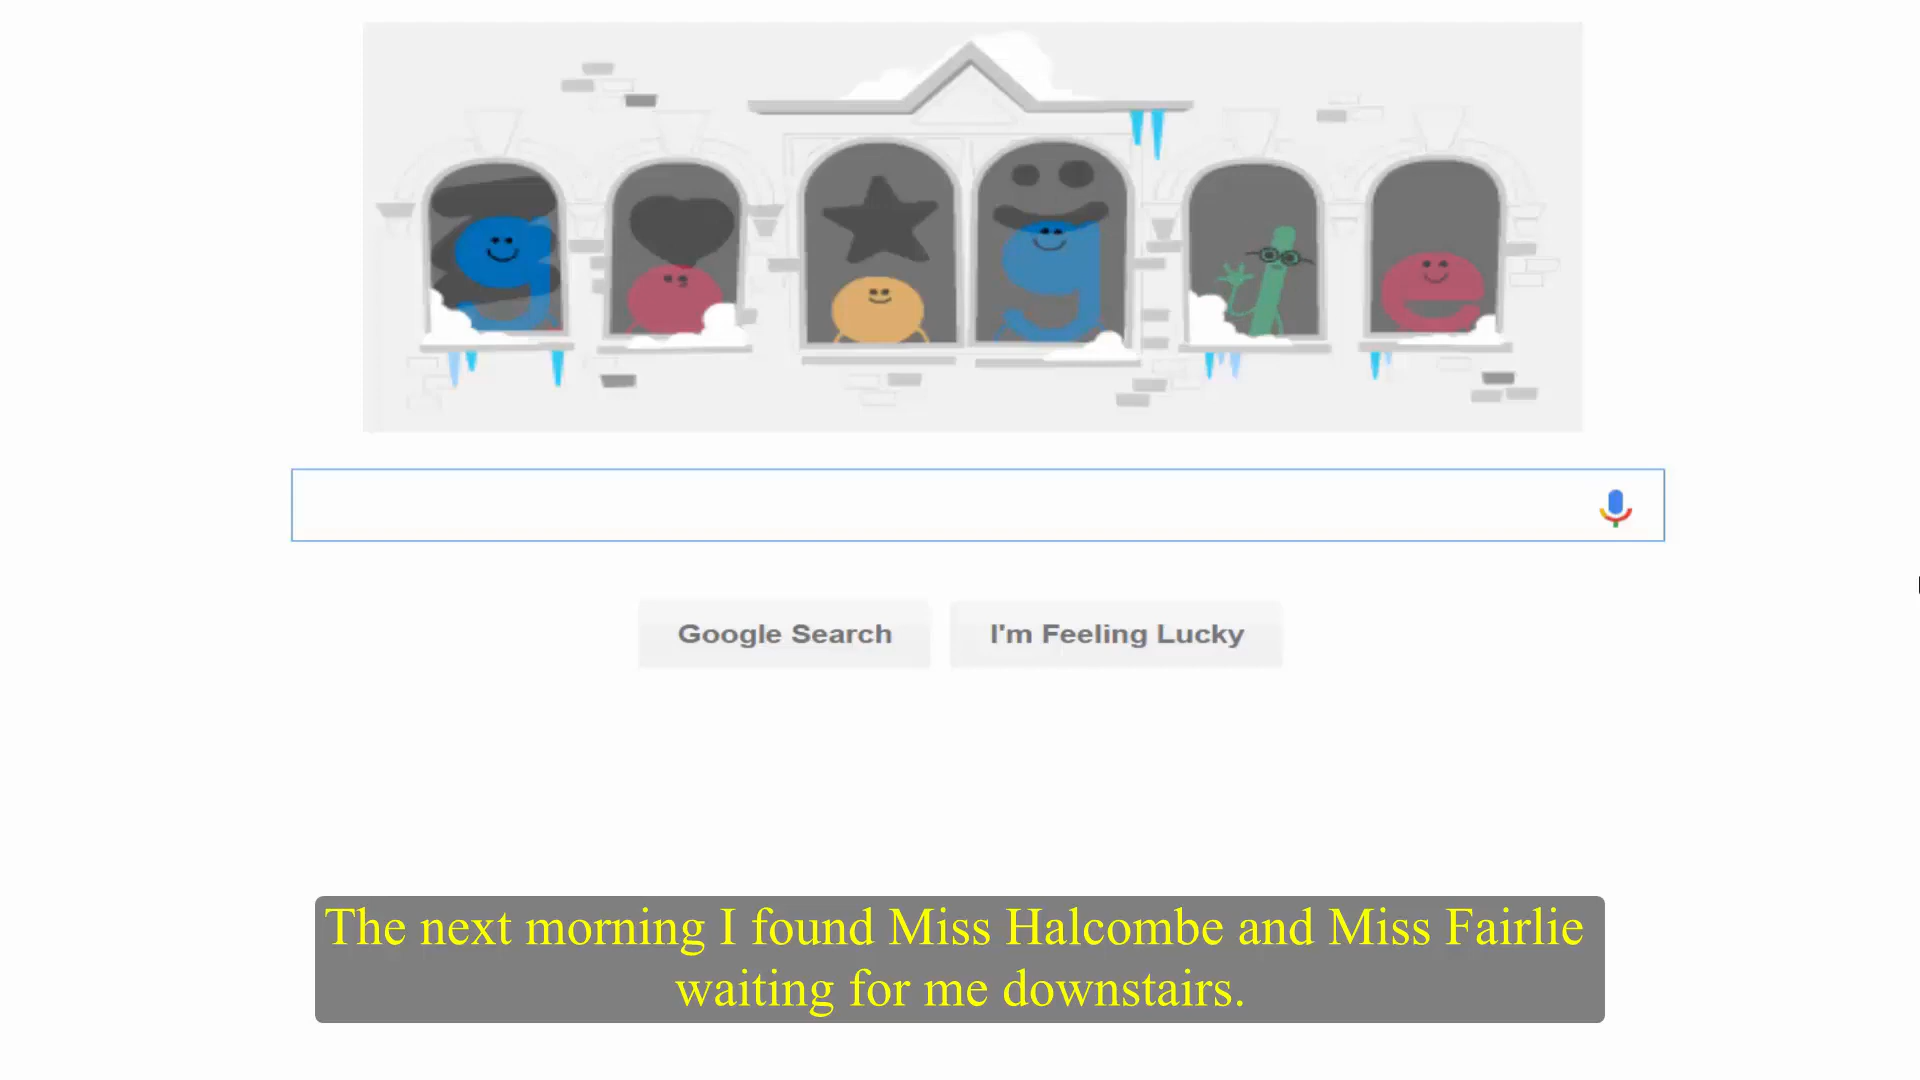 Google Search
I'm Feeling Lucky
The next morning I found Miss Halcombe and Miss Fairlie
waiting for me downstairs.